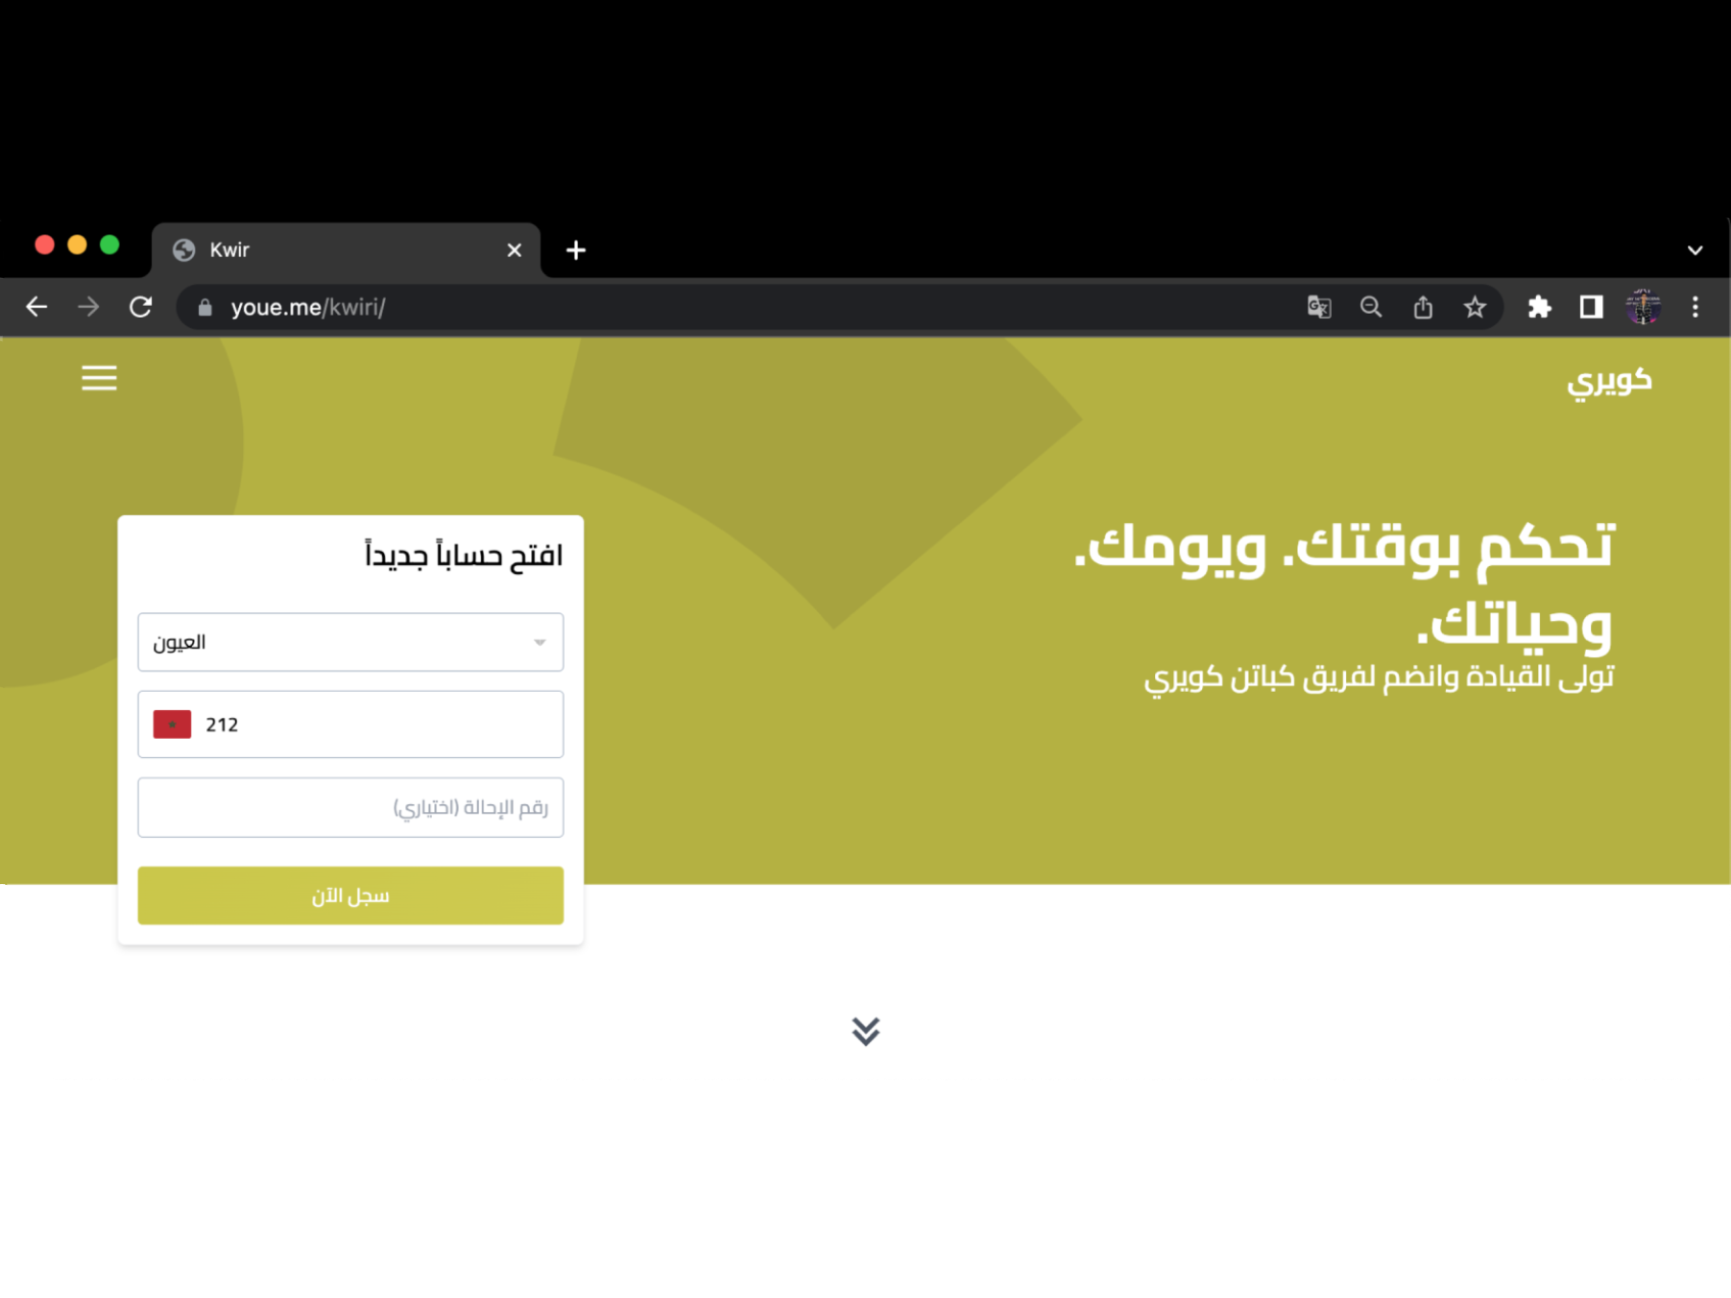 Kwir
youe.me/kwiri/
كويري
تحكم بوقتك. ويومك.
وحياتك.
تولى القيادة وانضم لفريق كباتن كويري
افتح حساباً جديداً
العيون
212
رقم الإحالة (اختياري)
سجل الآن